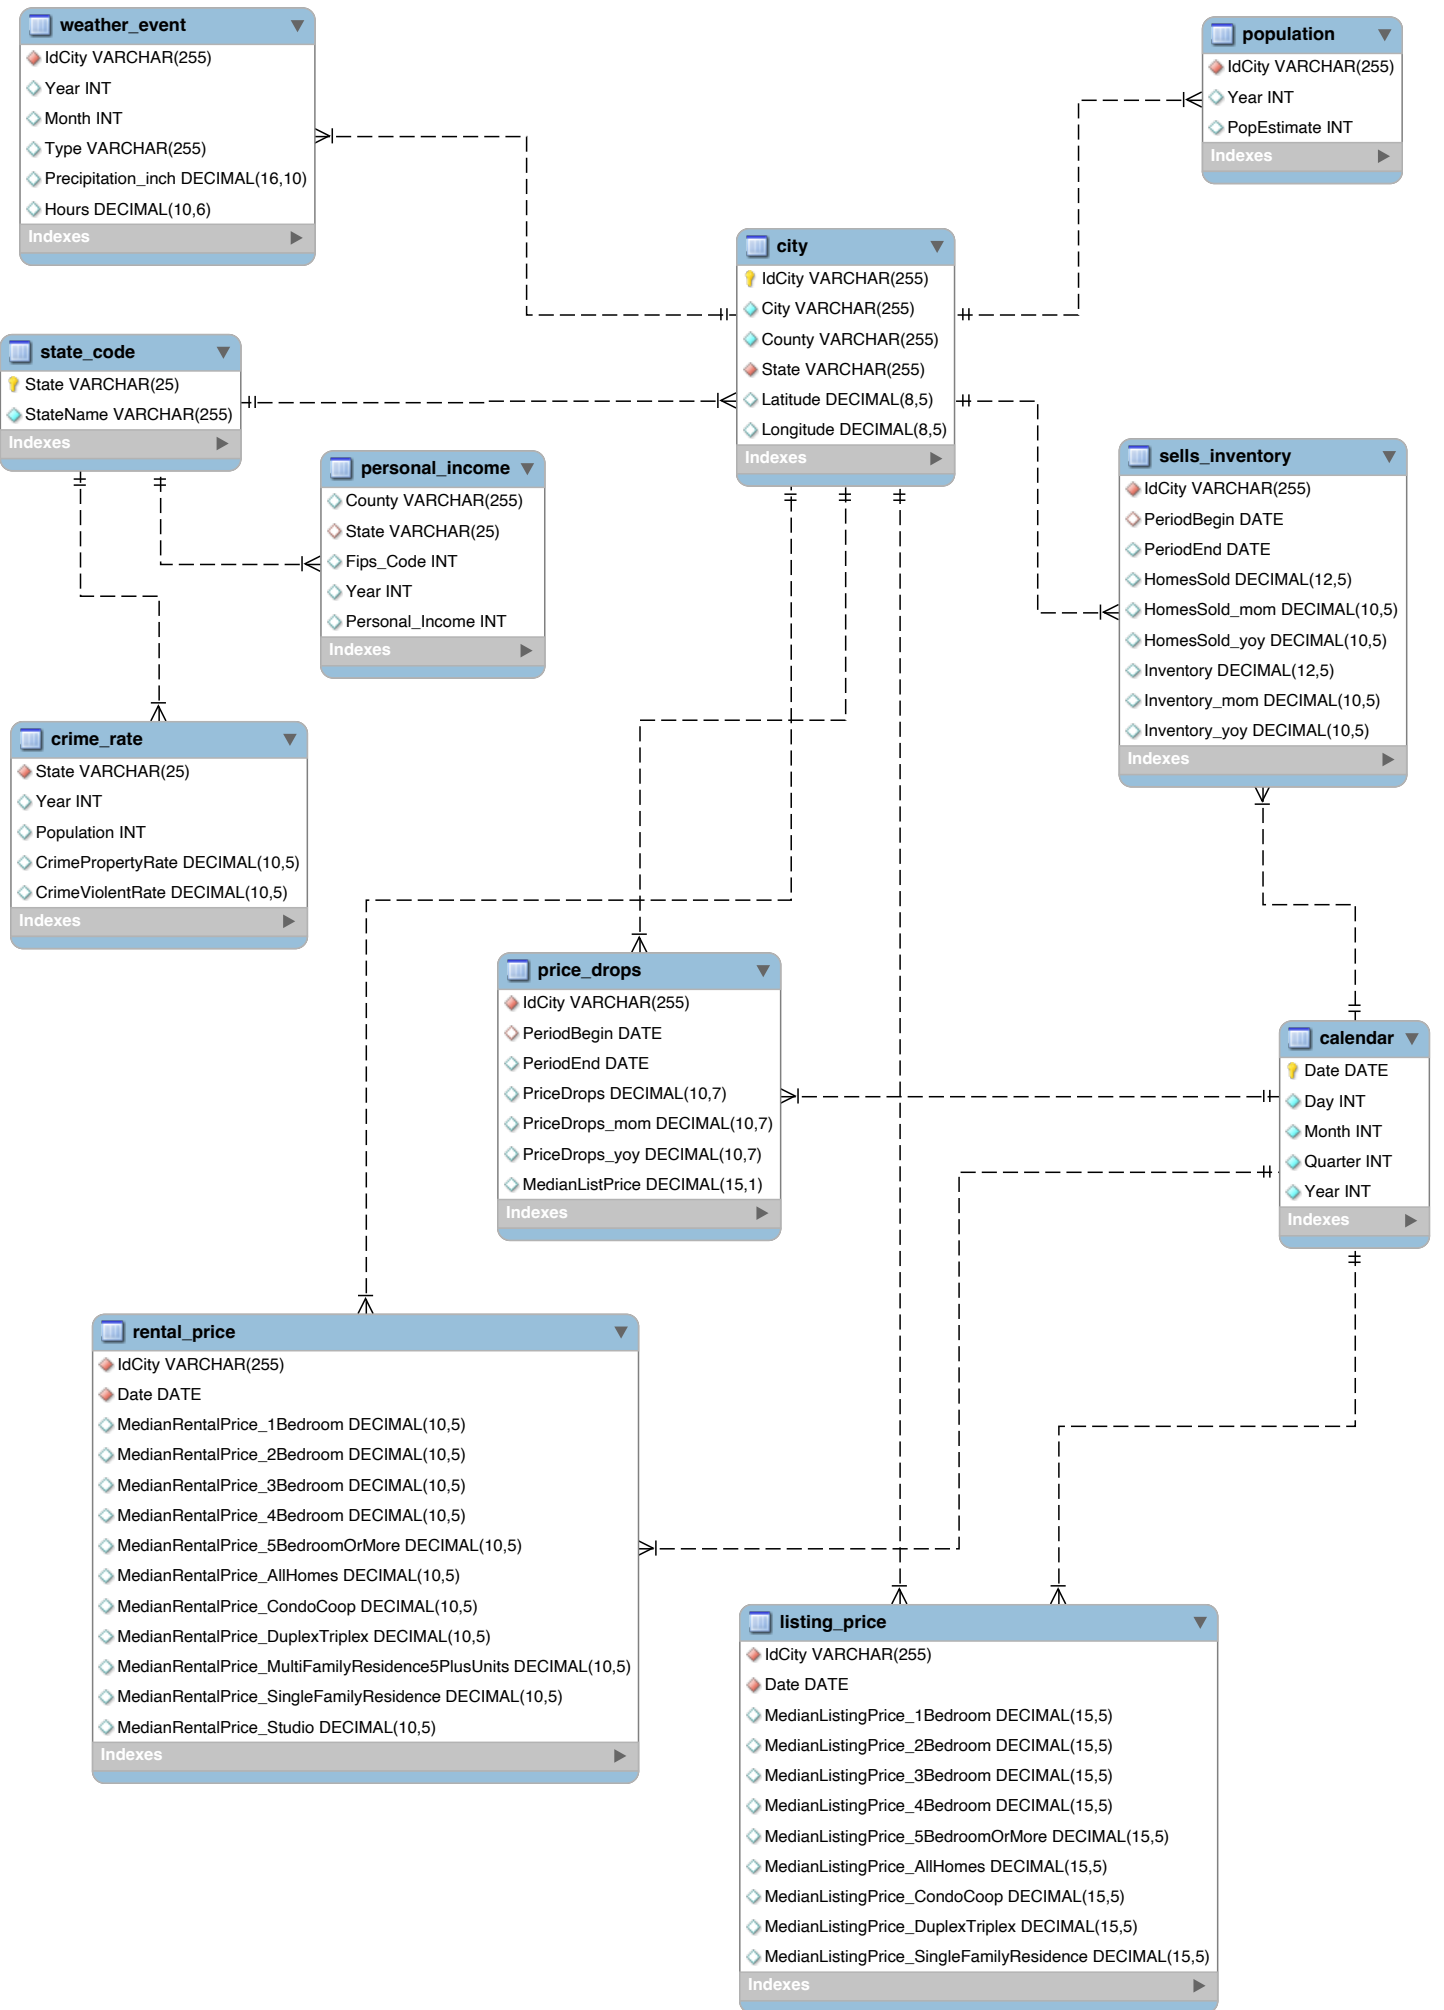 weather_event
IdCity VARCHAR(255)
Year INT
Month INT
Type VARCHAR(255)
Precipitation_inch DECIMAL(16,10)
Hours DECIMAL(10,6)
Indexes
population
IdCity VARCHAR(255)
Year INT
PopEstimate INT
Indexes
city
IdCity VARCHAR(255)
City VARCHAR(255)
County VARCHAR(255)
State VARCHAR(255)
Latitude DECIMAL(8,5)
Longitude DECIMAL(8,5)
Indexes
state_code
State VARCHAR(25)
StateName VARCHAR(255)
Indexes
personal_income
County VARCHAR(255)
State VARCHAR(25)
Fips_Code INT
Year INT
Personal_Income INT
Indexes
sells_inventory
IdCity VARCHAR(255)
PeriodBegin DATE
PeriodEnd DATE
HomesSold DECIMAL(12,5)
HomesSold_mom DECIMAL(10,5)
HomesSold_yoy DECIMAL(10,5)
Inventory DECIMAL(12,5)
Inventory_mom DECIMAL(10,5)
Inventory_yoy DECIMAL(10,5)
Indexes
crime_rate
State VARCHAR(25)
Year INT
Population INT
CrimePropertyRate DECIMAL(10,5)
CrimeViolentRate DECIMAL(10,5)
Indexes
price_drops
IdCity VARCHAR(255)
PeriodBegin DATE
PeriodEnd DATE
PriceDrops DECIMAL(10,7)
PriceDrops_mom DECIMAL(10,7)
PriceDrops_yoy DECIMAL(10,7)
MedianListPrice DECIMAL(15,1)
Indexes
calendar
Date DATE
Day INT
Month INT
Quarter INT
Year INT
Indexes
rental_price
IdCity VARCHAR(255)
Date DATE
MedianRentalPrice_1Bedroom DECIMAL(10,5)
MedianRentalPrice_2Bedroom DECIMAL(10,5)
MedianRentalPrice_3Bedroom DECIMAL(10,5)
MedianRentalPrice_4Bedroom DECIMAL(10,5)
MedianRentalPrice_5BedroomOrMore DECIMAL(10,5)
MedianRentalPrice_AllHomes DECIMAL(10,5)
MedianRentalPrice_CondoCoop DECIMAL(10,5)
MedianRentalPrice_DuplexTriplex DECIMAL(10,5)
MedianRentalPrice_MultiFamilyResidence5PlusUnits DECIMAL(10,5)
MedianRentalPrice_SingleFamilyResidence DECIMAL(10,5)
MedianRentalPrice_Studio DECIMAL(10,5)
Indexes
listing_price
IdCity VARCHAR(255)
Date DATE
MedianListingPrice_1Bedroom DECIMAL(15,5)
MedianListingPrice_2Bedroom DECIMAL(15,5)
MedianListingPrice_3Bedroom DECIMAL(15,5)
MedianListingPrice_4Bedroom DECIMAL(15,5)
MedianListingPrice_5BedroomOrMore DECIMAL(15,5)
MedianListingPrice_AllHomes DECIMAL(15,5)
MedianListingPrice_CondoCoop DECIMAL(15,5)
MedianListingPrice_DuplexTriplex DECIMAL(15,5)
MedianListingPrice_SingleFamilyResidence DECIMAL(15,5)
Indexes